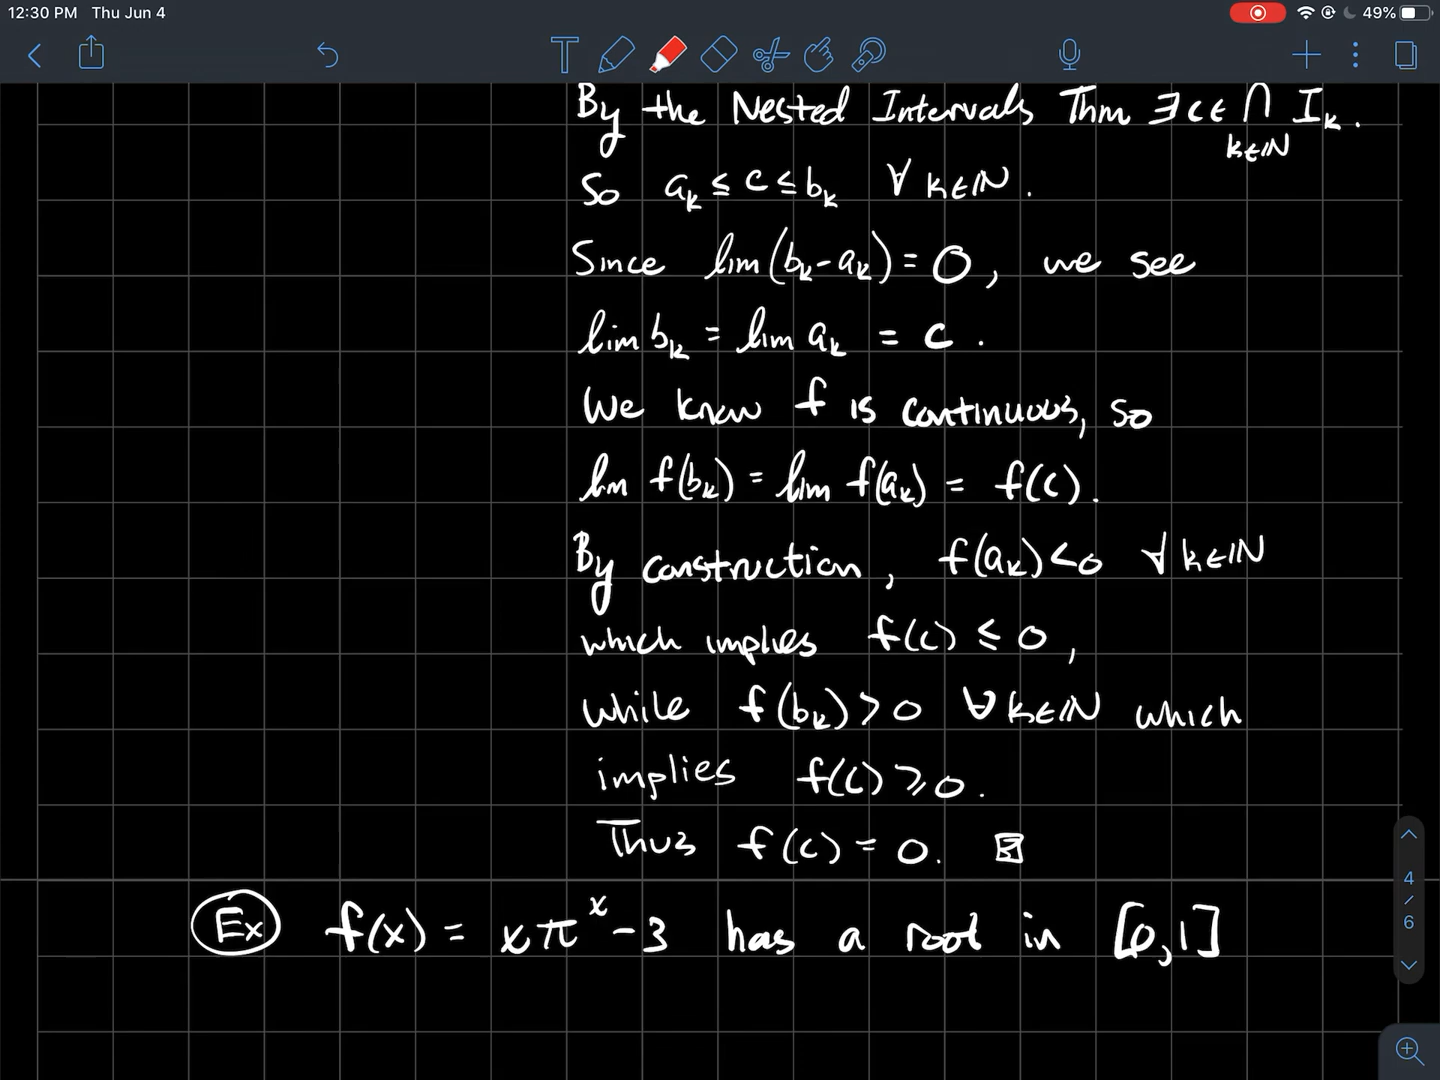 12:30 PM Thu Jun 4
49%
By the Nested Intervals Thm ∃ c ∈ ⋂ I_k .
k∈ℕ
So a_k ≤ c ≤ b_k ∀ k∈ℕ .
Since lim(b_k - a_k) = 0, we see
lim b_k = lim a_k = c .
We know f is continuous, so
lim f(b_k) = lim f(a_k) = f(c).
By construction, f(a_k) < 0 ∀ k∈ℕ
which implies f(c) ≤ 0,
while f(b_k) > 0 ∀ k∈ℕ which
implies f(c) ≥ 0.
Thus f(c) = 0.
Ex f(x) = xπ^x - 3 has a root in [0,1]
4
/
6